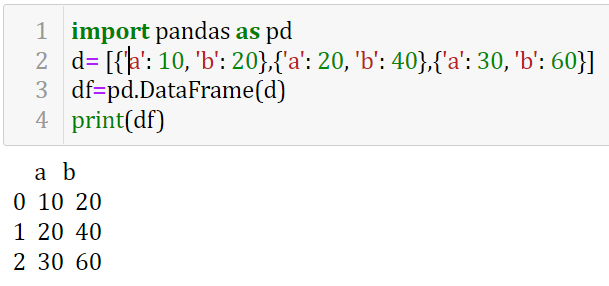 1 import pandas as pd
2 d= [{'a': 10, 'b': 20},{'a': 20, 'b': 40},{'a': 30, 'b': 60}]
3 df=pd.DataFrame(d)
4 print(df)
a b
0 10 20
1 20 40
2 30 60